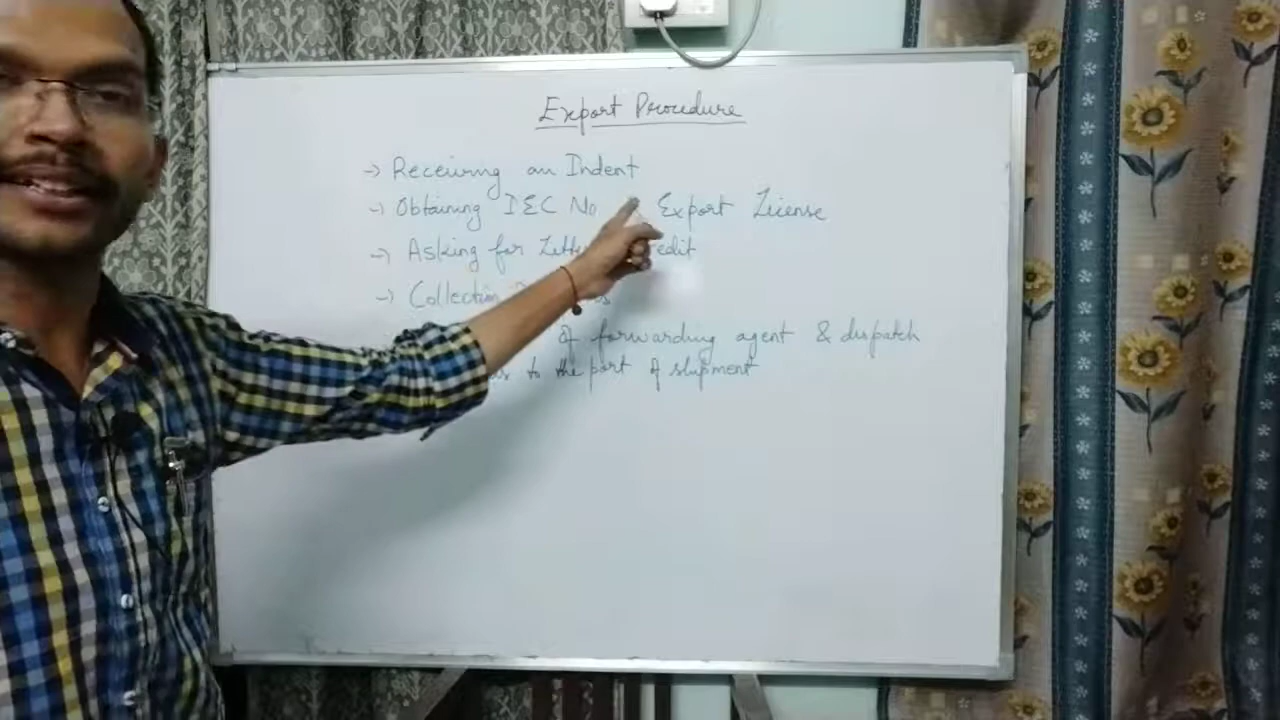 Export Procedure
→ Receiving an Indent
→ Obtaining IEC No Export License
→ Asking for
→ Collection
of forwarding agent & dispatch
to the port of shipment